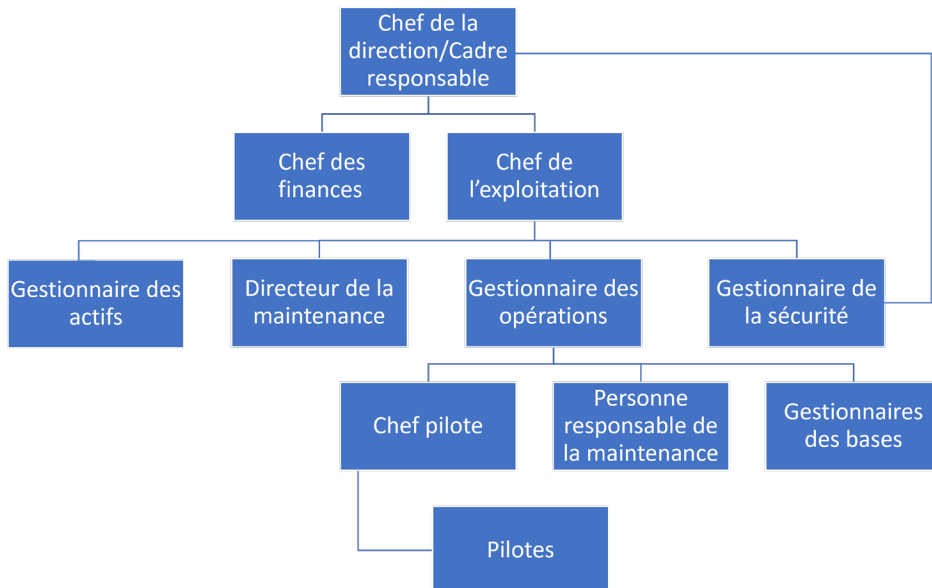 Chef de la
direction/Cadre
responsable
Chef des
finances
Chef de
l’exploitation
Gestionnaire des
actifs
Directeur de la
maintenance
Gestionnaire des
opérations
Gestionnaire de
la sécurité
Chef pilote
Personne
responsable de
la maintenance
Gestionnaires
des bases
Pilotes